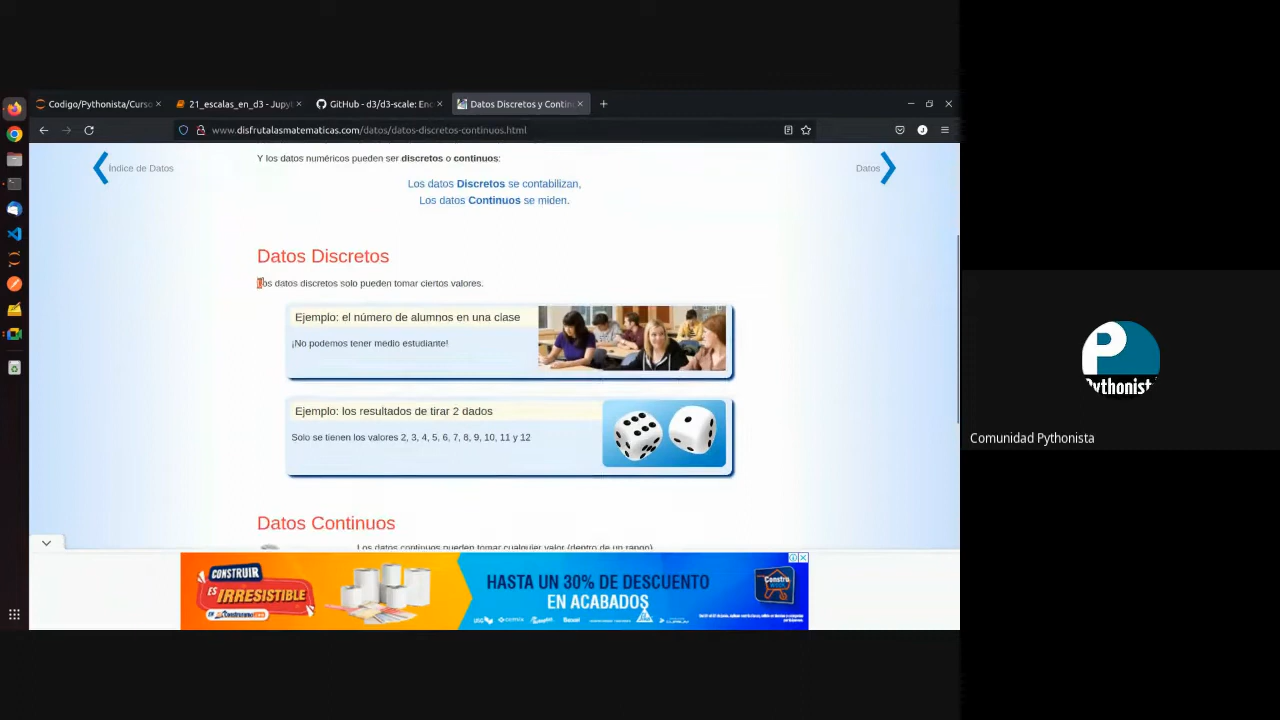 Codigo/Pythonista/Curso
21_escalas_en_d3 - Jupyt
GitHub - d3/d3-scale: Enc
Datos Discretos y Contin
www.disfrutalasmatematicas.com/datos/datos-discretos-continuos.html
Índice de Datos
Datos
Y los datos numéricos pueden ser discretos o continuos:
Los datos Discretos se contabilizan,
Los datos Continuos se miden.
Datos Discretos
Los datos discretos solo pueden tomar ciertos valores.
Ejemplo: el número de alumnos en una clase
¡No podemos tener medio estudiante!
Ejemplo: los resultados de tirar 2 dados
Solo se tienen los valores 2, 3, 4, 5, 6, 7, 8, 9, 10, 11 y 12
Datos Continuos
Los datos continuos pueden tomar cualquier valor (dentro de un rango)
CONSTRUIR
ES IRRESISTIBLE
HASTA UN 30% DE DESCUENTO
EN ACABADOS
Constru
P
Pythonist
Comunidad Pythonista